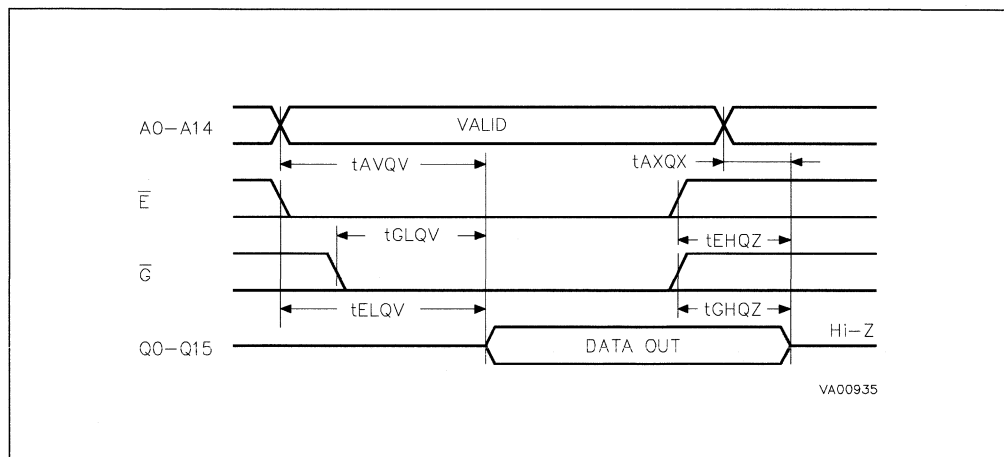 A0-A14
VALID
tAVQV
tAXQX
E̅
tGLQV
tEHQZ
G̅
tELQV
tGHQZ
Q0-Q15
DATA OUT
Hi-Z
VA00935